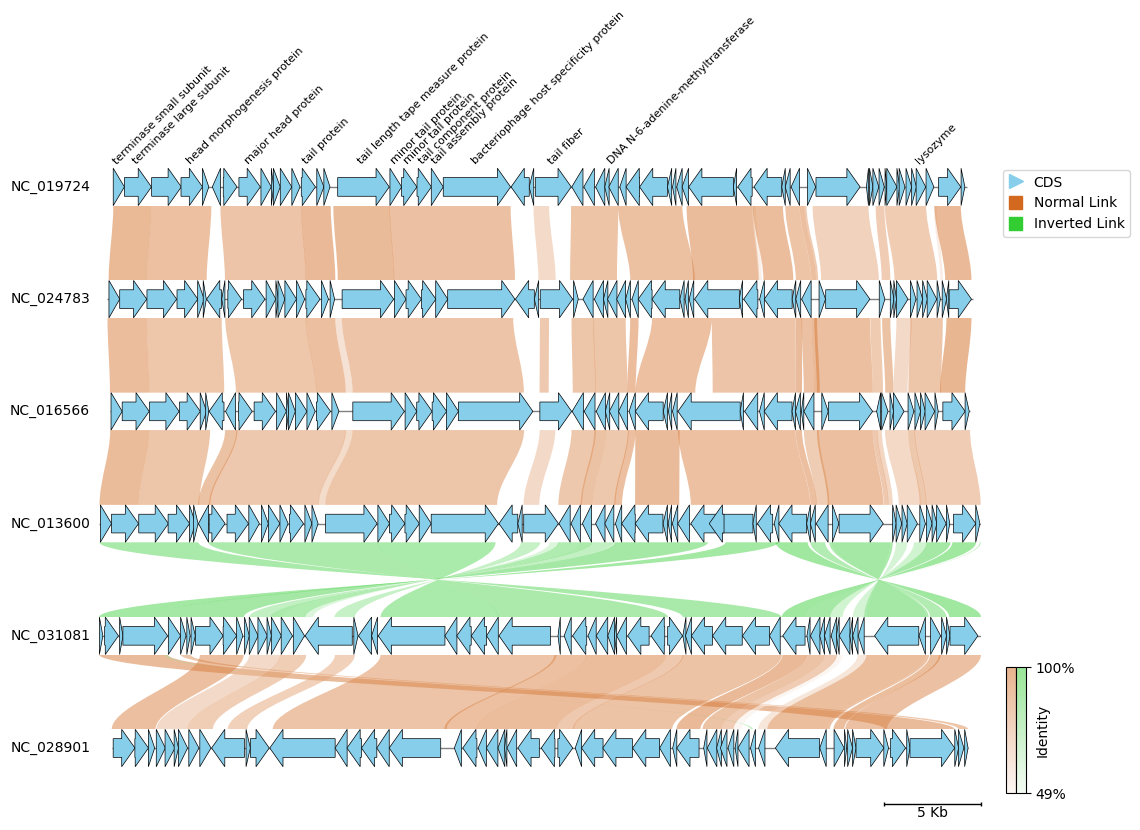 terminase small subunit
terminase large subunit
head morphogenesis protein
major head protein
tail protein
tail length tape measure protein
minor tail protein
minor tail protein
tail component protein
tail assembly protein
bacteriophage host specificity protein
tail fiber
DNA N-6-adenine-methyltransferase
lysozyme
NC_019724
NC_024783
NC_016566
NC_013600
NC_031081
NC_028901
CDS
Normal Link
Inverted Link
100%
Identity
49%
5 Kb